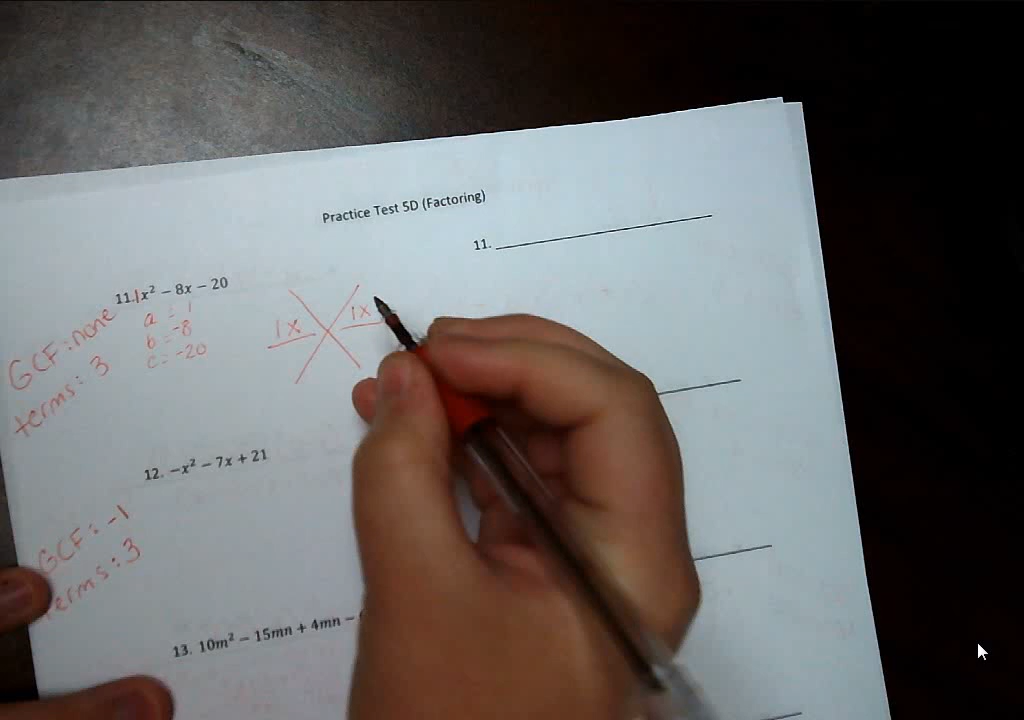 Practice Test 5D (Factoring)
11.
11. 1x² − 8x − 20
GCF: none
terms: 3
a = 1
b = -8
c = -20
1x
1x
12. −x² − 7x + 21
GCF: -1
terms: 3
13. 10m² − 15mn + 4mn −